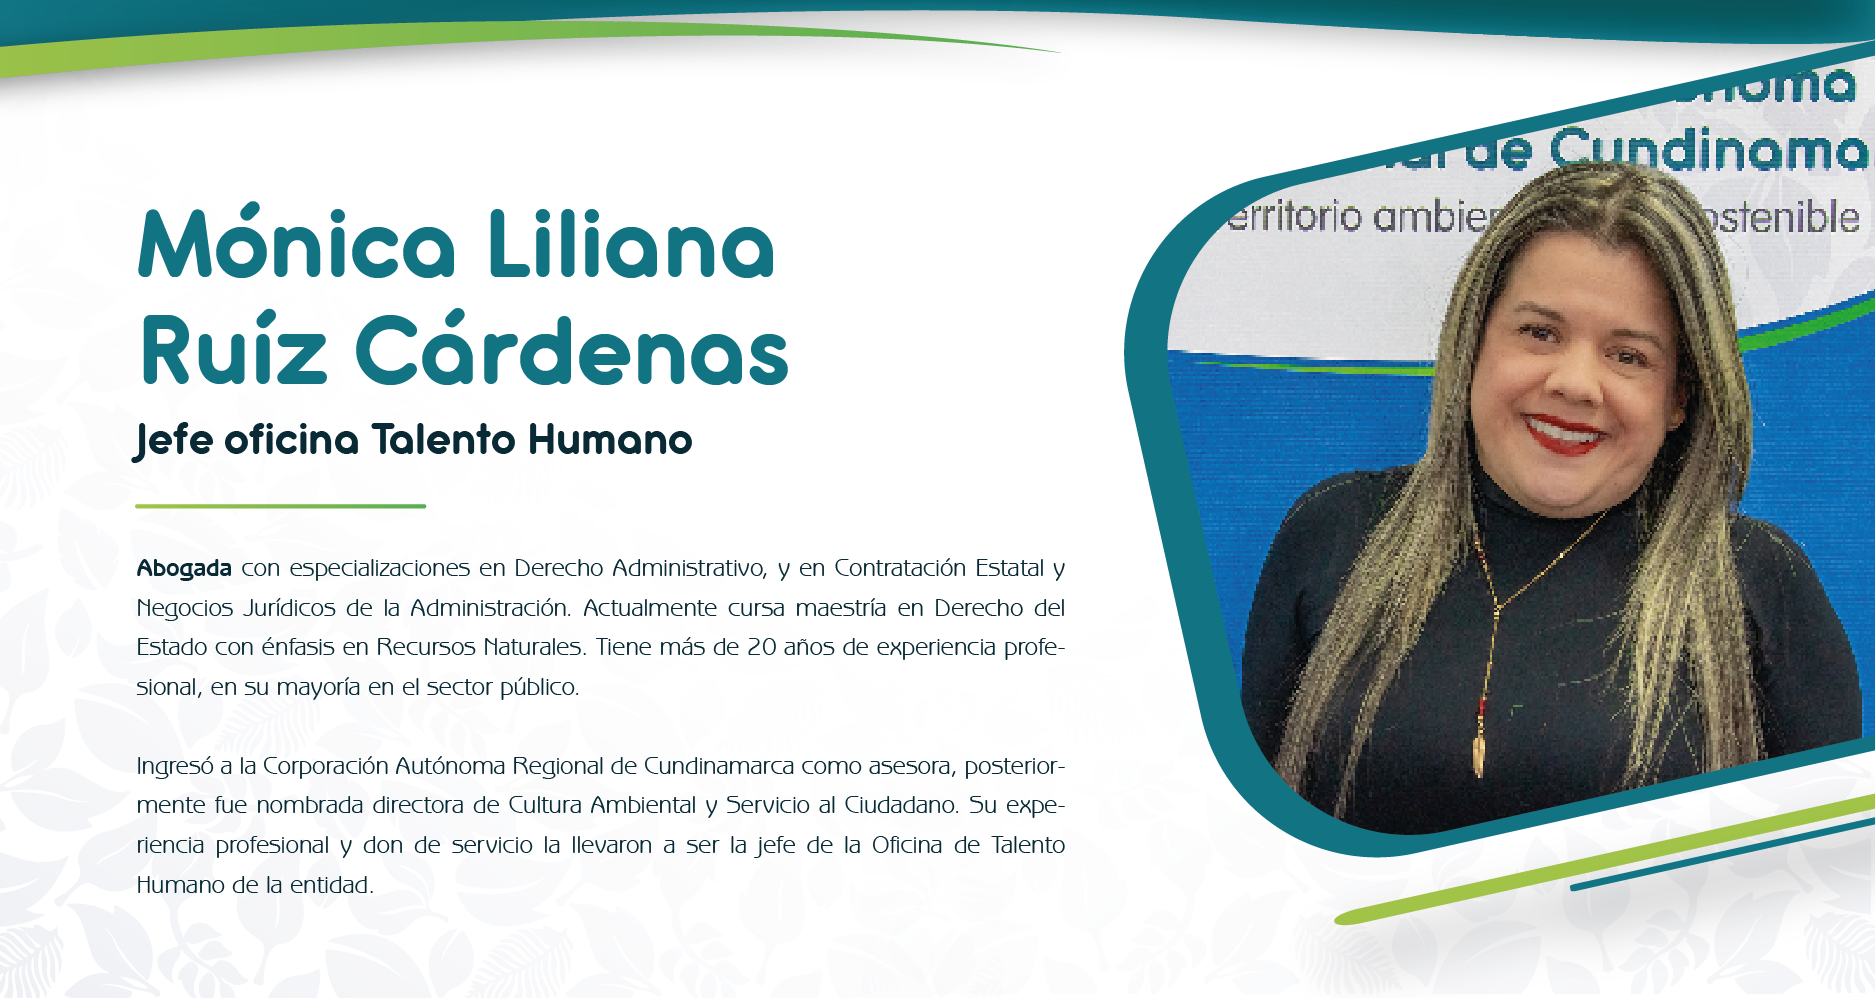 Mónica Liliana
Ruíz Cárdenas
Jefe oficina Talento Humano
Abogada con especializaciones en Derecho Administrativo, y en Contratación Estatal y
Negocios Jurídicos de la Administración. Actualmente cursa maestría en Derecho del
Estado con énfasis en Recursos Naturales. Tiene más de 20 años de experiencia profe-
sional, en su mayoría en el sector público.
Ingresó a la Corporación Autónoma Regional de Cundinamarca como asesora, posterior-
mente fue nombrada directora de Cultura Ambiental y Servicio al Ciudadano. Su expe-
riencia profesional y don de servicio la llevaron a ser la jefe de la Oficina de Talento
Humano de la entidad.
noma
al de Cundinama
erritorio ambie ostenible